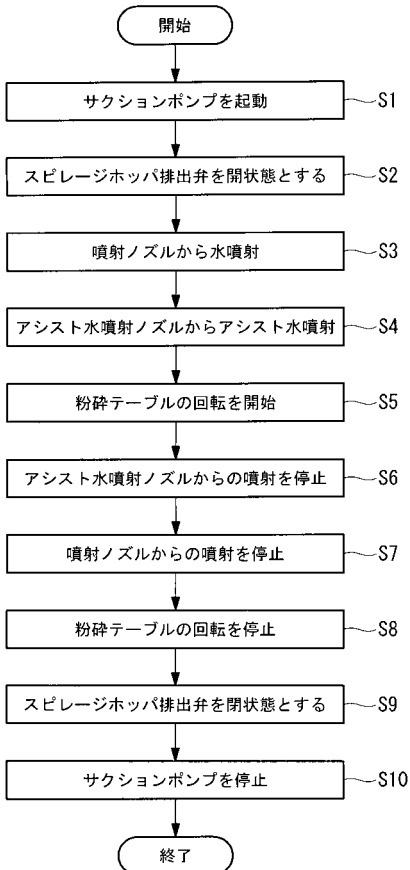 開始
サクションポンプを起動 S1
スピレージホッパ排出弁を開状態とする S2
噴射ノズルから水噴射 S3
アシスト水噴射ノズルからアシスト水噴射 S4
粉砕テーブルの回転を開始 S5
アシスト水噴射ノズルからの噴射を停止 S6
噴射ノズルからの噴射を停止 S7
粉砕テーブルの回転を停止 S8
スピレージホッパ排出弁を閉状態とする S9
サクションポンプを停止 S10
終了